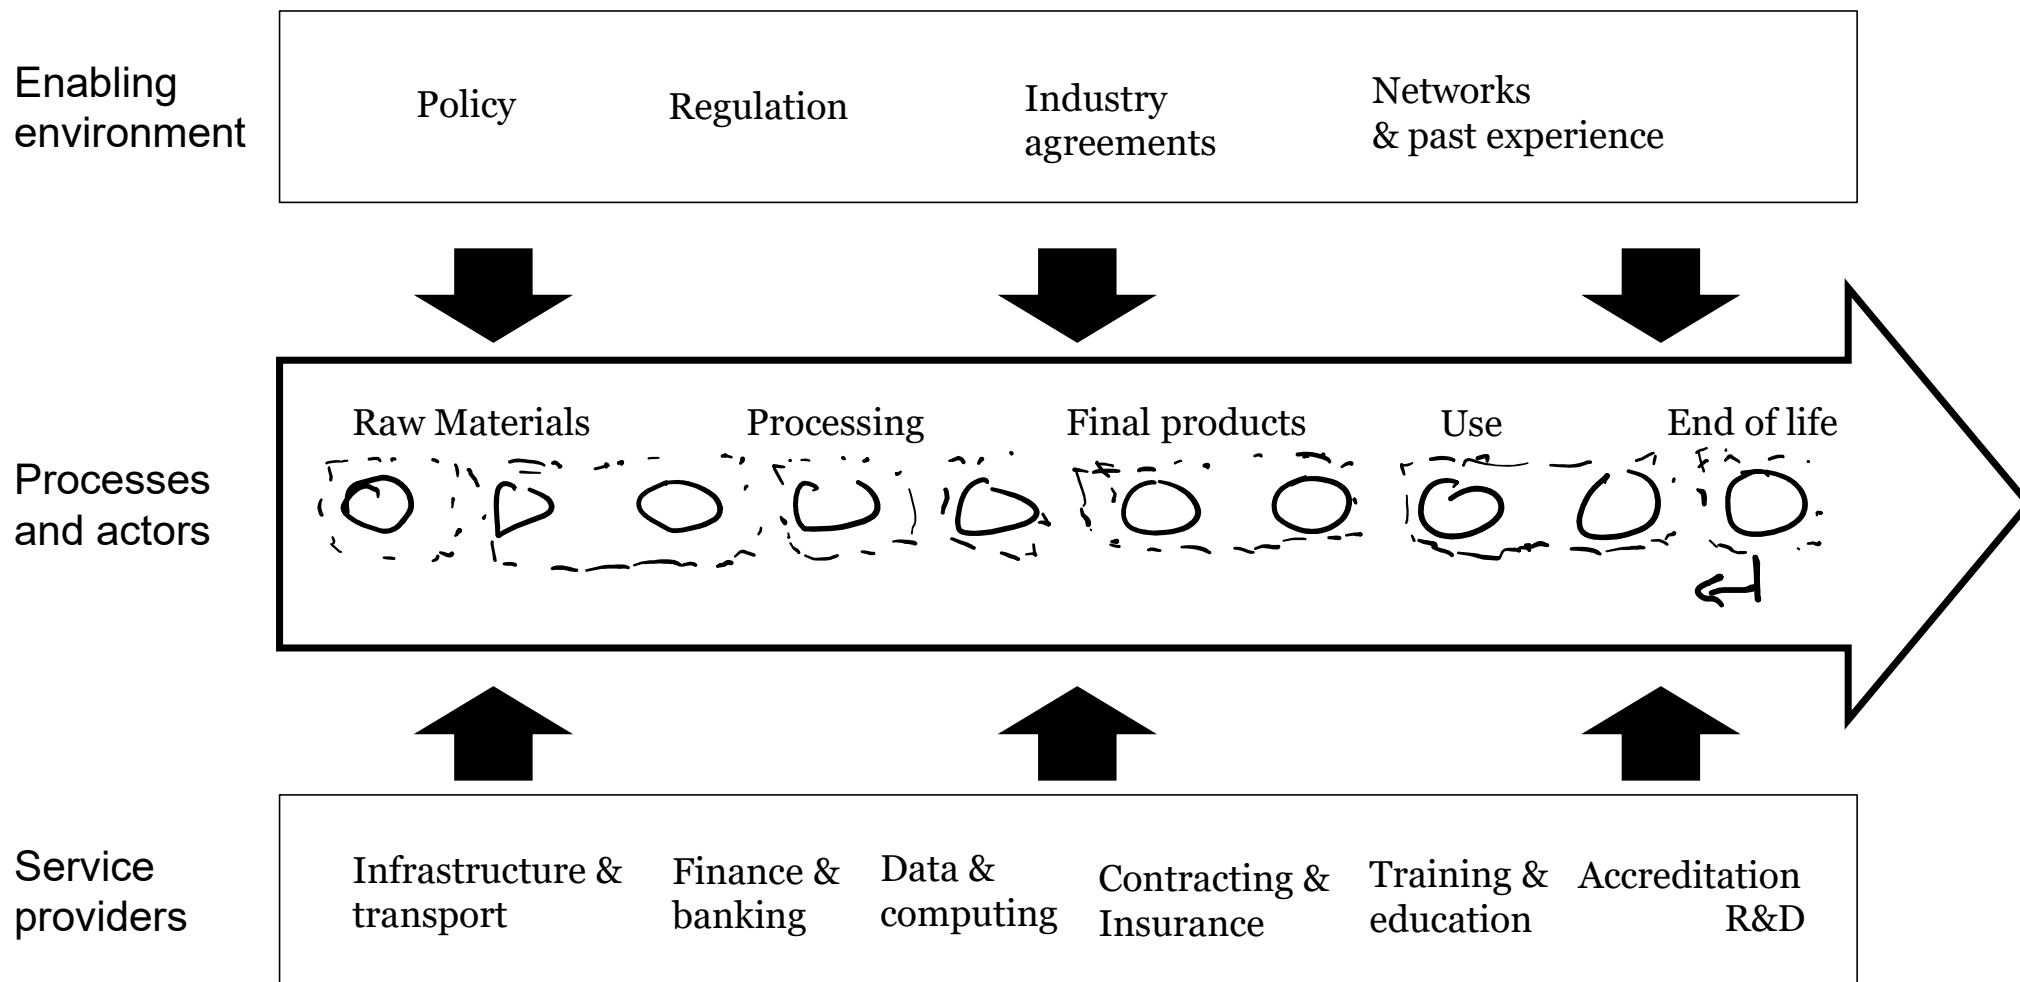 Enabling
environment
Policy
Regulation
Industry
agreements
Networks
& past experience
Processes
and actors
Raw Materials
Processing
Final products
Use
End of life
Service
providers
Infrastructure &
transport
Finance &
banking
Data &
computing
Contracting &
Insurance
Training &
education
Accreditation
R&D